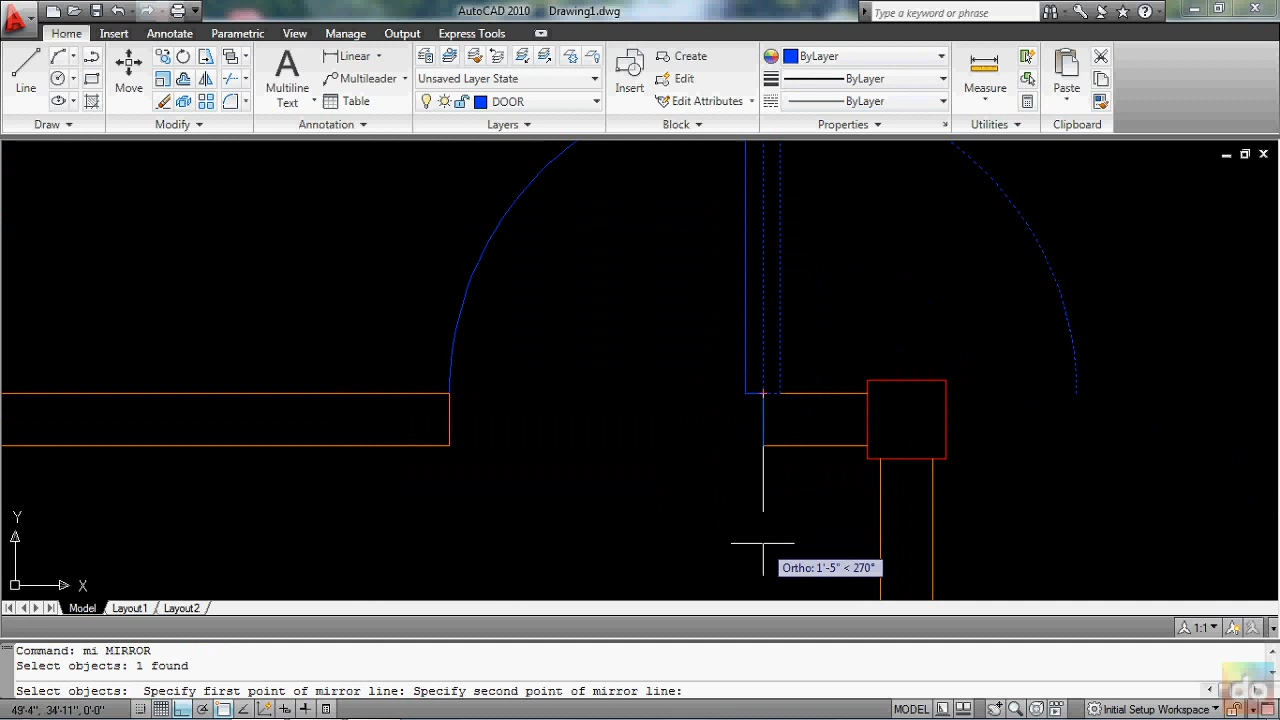 AutoCAD 2010 Drawing1.dwg
Type a keyword or phrase
Home Insert Annotate Parametric View Manage Output Express Tools
Line
Move
Multiline Text
Linear
Multileader
Table
Unsaved Layer State
DOOR
Insert
Create
Edit
Edit Attributes
ByLayer
ByLayer
ByLayer
Measure
Paste
Draw Modify Annotation Layers Block Properties Utilities Clipboard
Ortho: 1'-5" < 270°
Y
X
Model Layout1 Layout2
1:1
Command: mi MIRROR
Select objects: 1 found
Select objects: Specify first point of mirror line: Specify second point of mirror line:
49'-4", 34'-11", 0'-0" MODEL Initial Setup Workspace